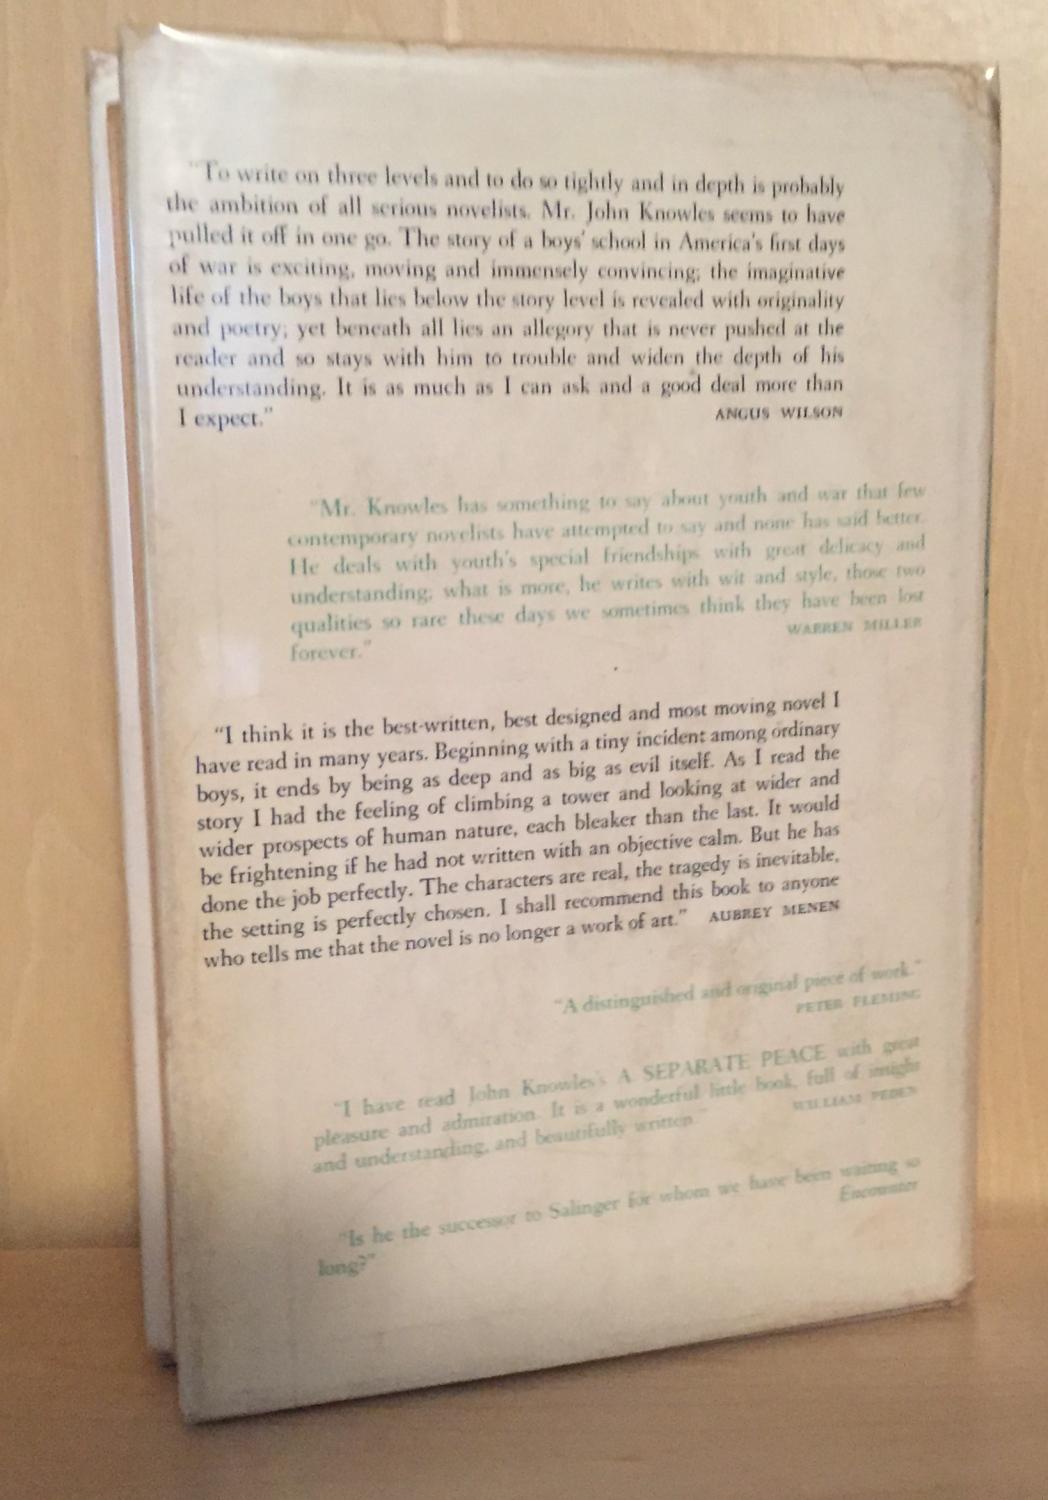 "To write on three levels and to do so tightly and in depth is probably
the ambition of all serious novelists. Mr. John Knowles seems to have
pulled it off in one go. The story of a boys' school in America's first days
of war is exciting, moving and immensely convincing; the imaginative
life of the boys that lies below the story level is revealed with originality
and poetry; yet beneath all lies an allegory that is never pushed at the
reader and so stays with him to trouble and widen the depth of his
understanding. It is as much as I can ask and a good deal more than
I expect." ANGUS WILSON
"Mr. Knowles has something to say about youth and war that few
contemporary novelists have attempted to say and none has said better.
He deals with youth's special friendships with great delicacy and
understanding; what is more, he writes with wit and style, those two
qualities so rare these days we sometimes think they have been lost
forever." WARREN MILLER
"I think it is the best-written, best designed and most moving novel I
have read in many years. Beginning with a tiny incident among ordinary
boys, it ends by being as deep and as big as evil itself. As I read the
story I had the feeling of climbing a tower and looking at wider and
wider prospects of human nature, each bleaker than the last. It would
be frightening if he had not written with an objective calm. But he has
done the job perfectly. The characters are real, the tragedy is inevitable,
the setting is perfectly chosen. I shall recommend this book to anyone
who tells me that the novel is no longer a work of art." AUBREY MENEN
"A distinguished and original piece of work."
PETER FLEMING
"I have read John Knowles's A SEPARATE PEACE with great
pleasure and admiration. It is a wonderful little book, full of insight
and understanding, and beautifully written." WILLIAM PEDEN
"Is he the successor to Salinger for whom we have been waiting so
long?" Encounter